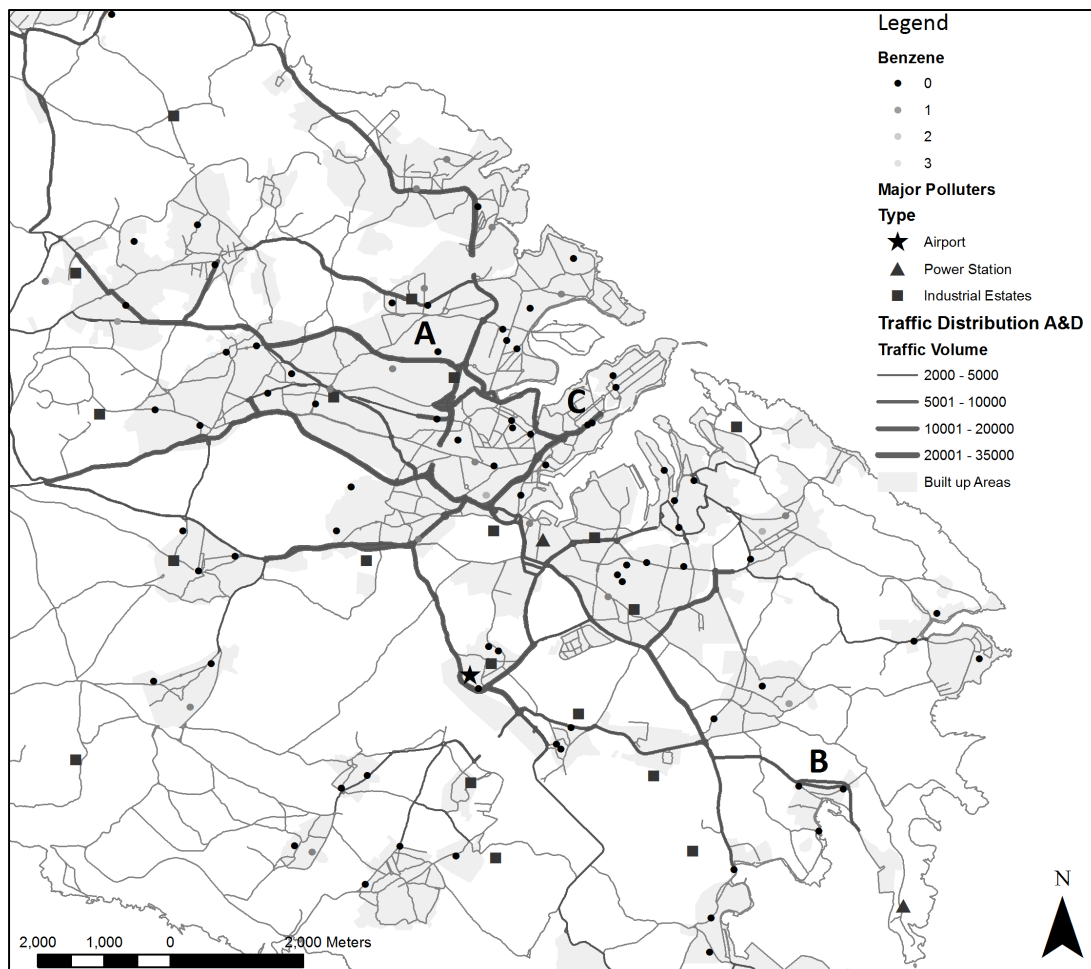 Legend
Benzene
0
1
2
3
Major Polluters
Type
Airport
Power Station
Industrial Estates
Traffic Distribution A&D
Traffic Volume
2000 - 5000
5001 - 10000
10001 - 20000
20001 - 35000
Built up Areas
A
C
B
N
2,000 1,000 0 2,000 Meters